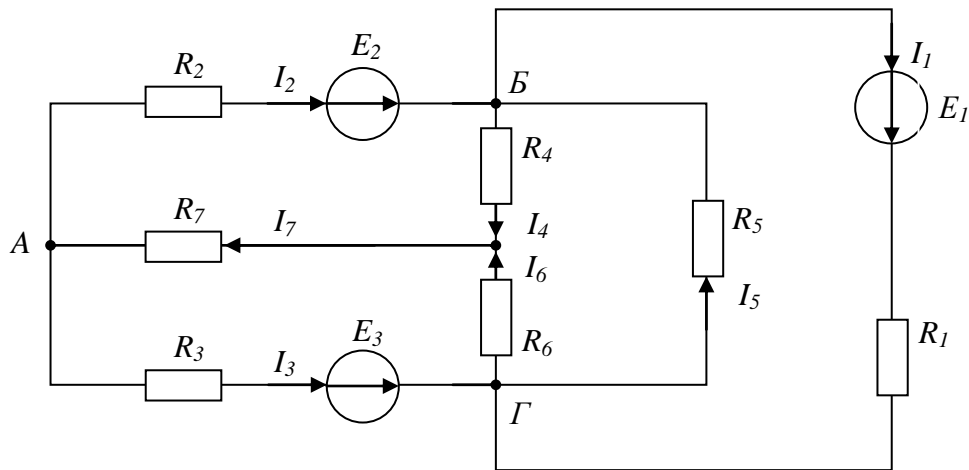 E₂
R₂
I₂
Б
I₁
E₁
R₄
R₇
I₇
I₄
R₅
А
I₆
I₅
R₃
I₃
E₃
R₆
R₁
Г